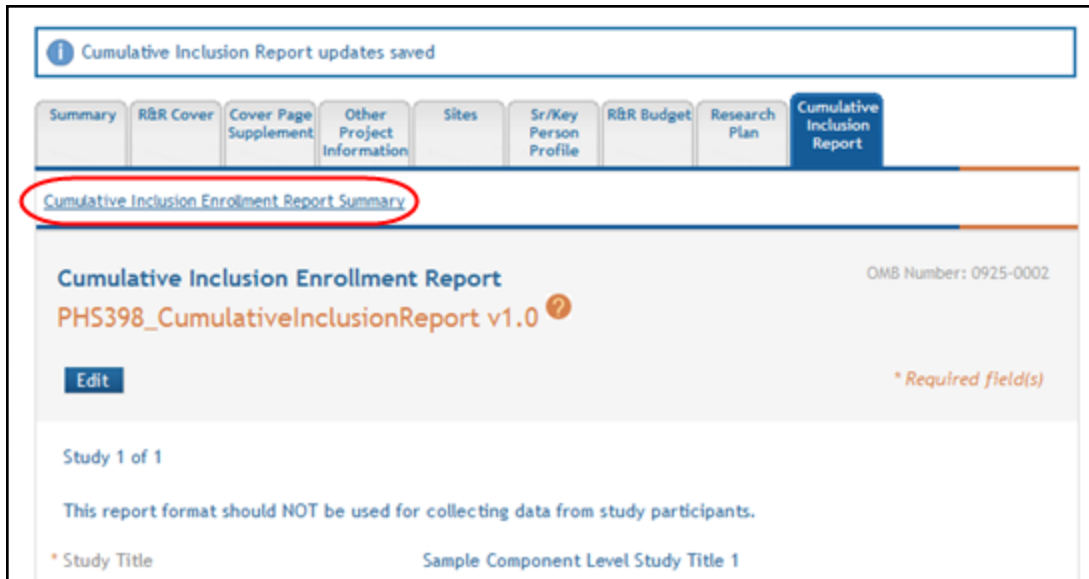 Cumulative Inclusion Report updates saved
Summary
R&R Cover
Cover Page
Supplement
Other
Project
Information
Sites
Sr/Key
Person
Profile
R&R Budget
Research
Plan
Cumulative
Inclusion
Report
Cumulative Inclusion Enrollment Report Summary
Cumulative Inclusion Enrollment Report
OMB Number: 0925-0002
PHS398_CumulativeInclusionReport v1.0 ?
Edit
* Required field(s)
Study 1 of 1
This report format should NOT be used for collecting data from study participants.
* Study Title Sample Component Level Study Title 1